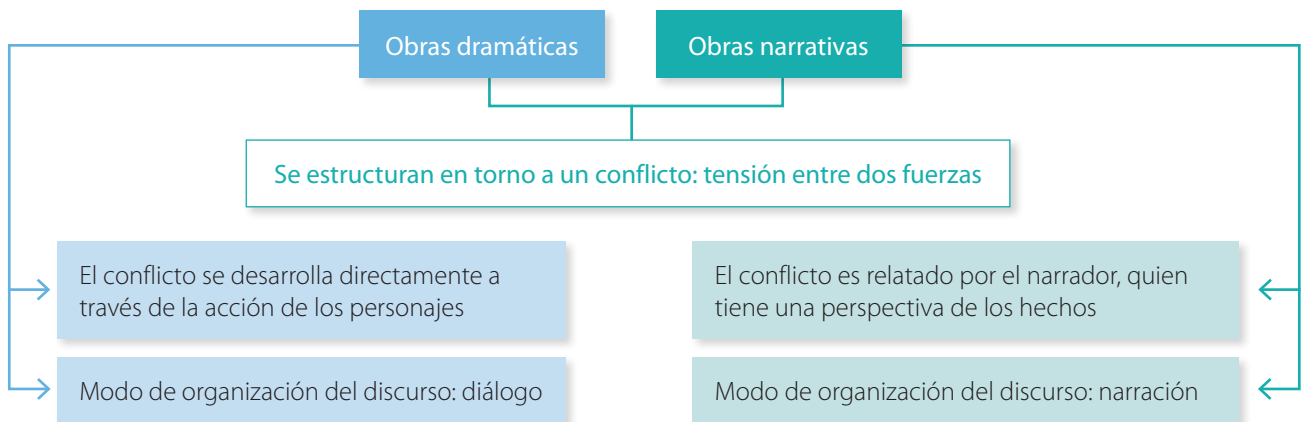 Obras dramáticas
Obras narrativas
Se estructuran en torno a un conflicto: tensión entre dos fuerzas
El conflicto se desarrolla directamente a
través de la acción de los personajes
Modo de organización del discurso: diálogo
El conflicto es relatado por el narrador, quien
tiene una perspectiva de los hechos
Modo de organización del discurso: narración